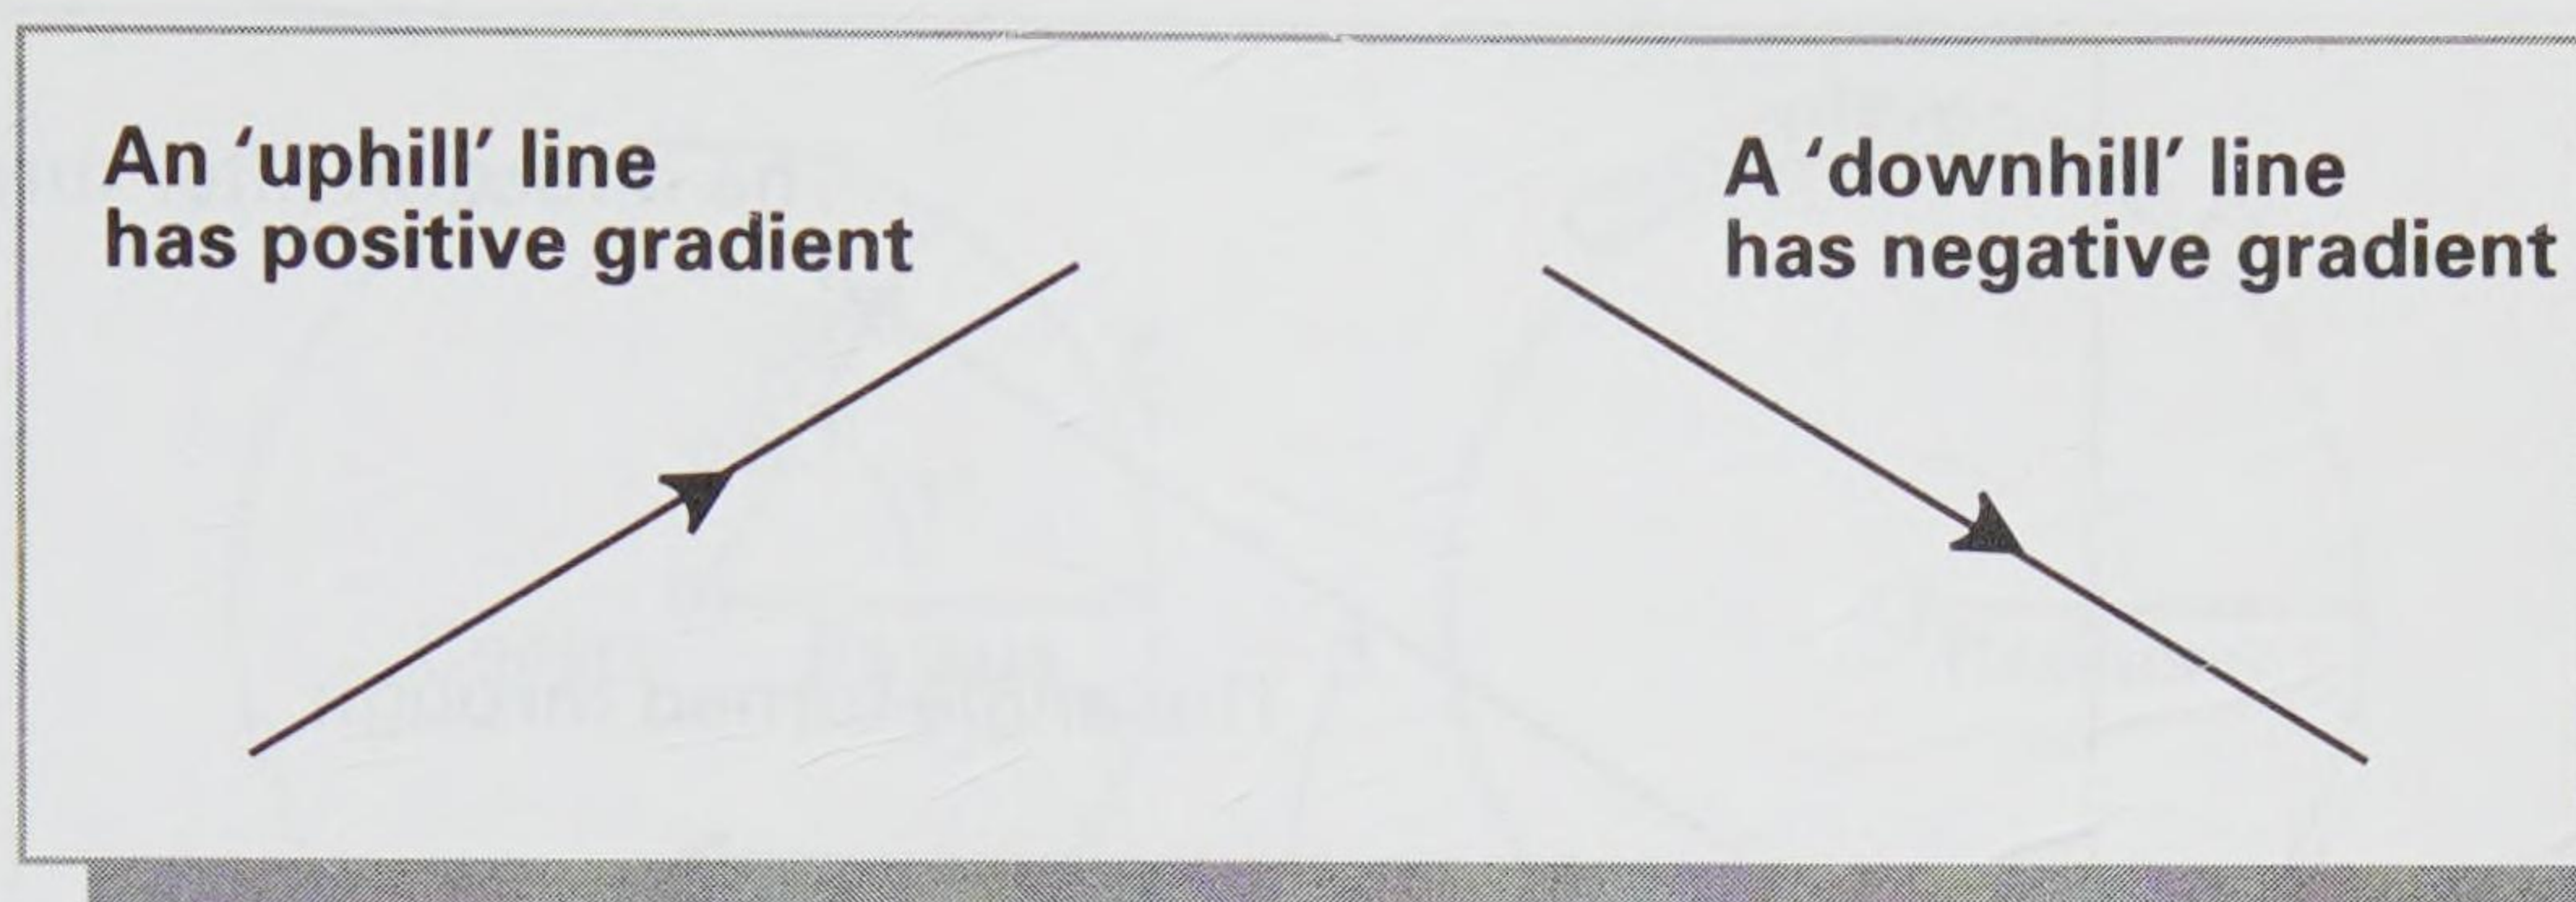 An ‘uphill’ line
has positive gradient
A ‘downhill’ line
has negative gradient